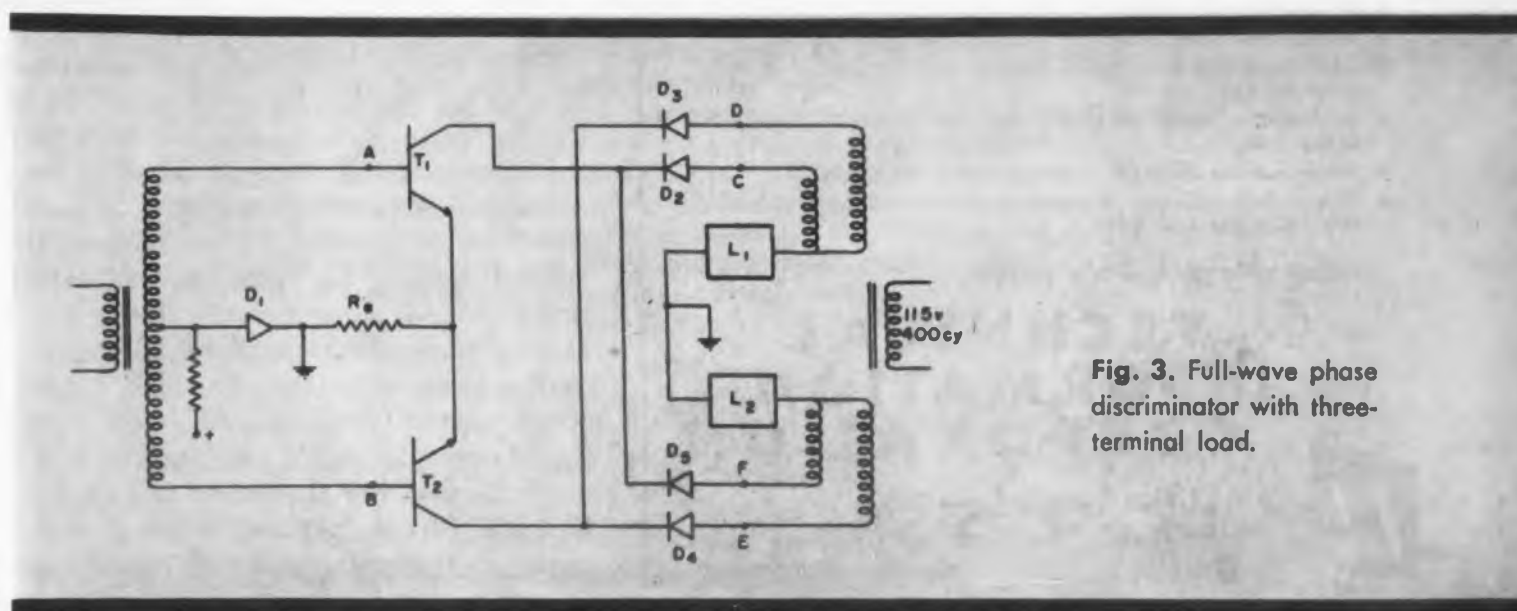 D3
D
A
T1
D2
C
L1
D1
Re
115v
400cy
Fig. 3. Full-wave phase
discriminator with three-
terminal load.
L2
+
D5
F
B
T2
D4
E